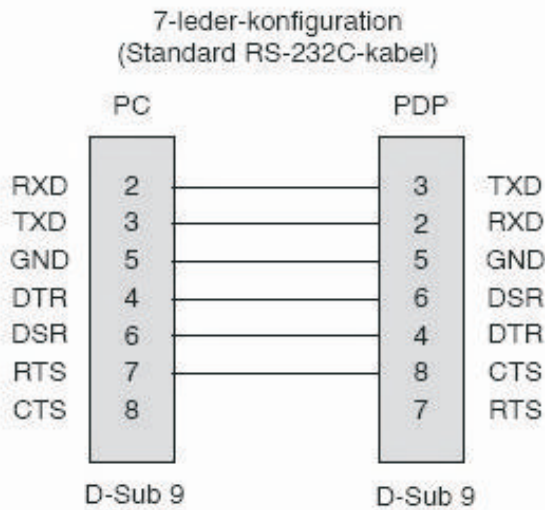 7-leder-konfiguration
(Standard RS-232C-kabel)
PC PDP
RXD 2 3 TXD
TXD 3 2 RXD
GND 5 5 GND
DTR 4 6 DSR
DSR 6 4 DTR
RTS 7 8 CTS
CTS 8 7 RTS
D-Sub 9 D-Sub 9